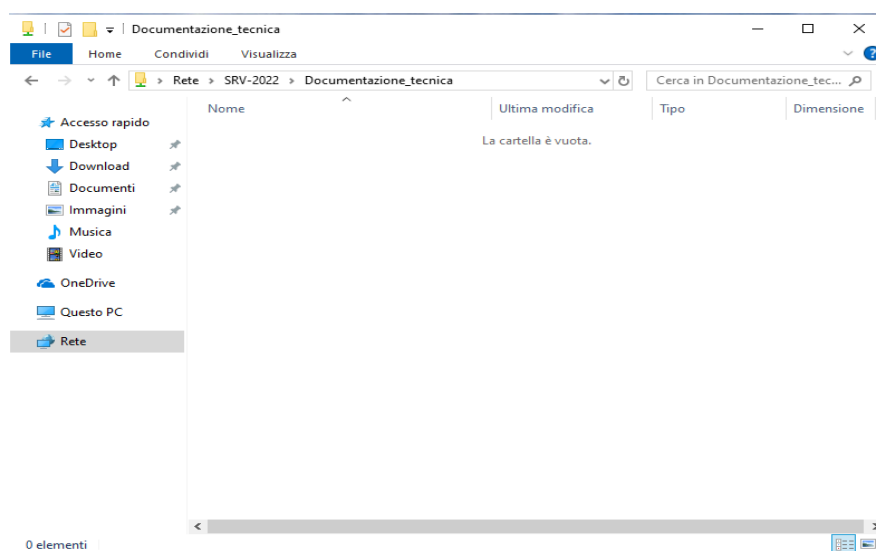 Documentazione_tecnica
File Home Condividi Visualizza
Rete > SRV-2022 > Documentazione_tecnica Cerca in Documentazione_tec...
Nome Ultima modifica Tipo Dimensione
La cartella è vuota.
Accesso rapido
Desktop
Download
Documenti
Immagini
Musica
Video
OneDrive
Questo PC
Rete
0 elementi